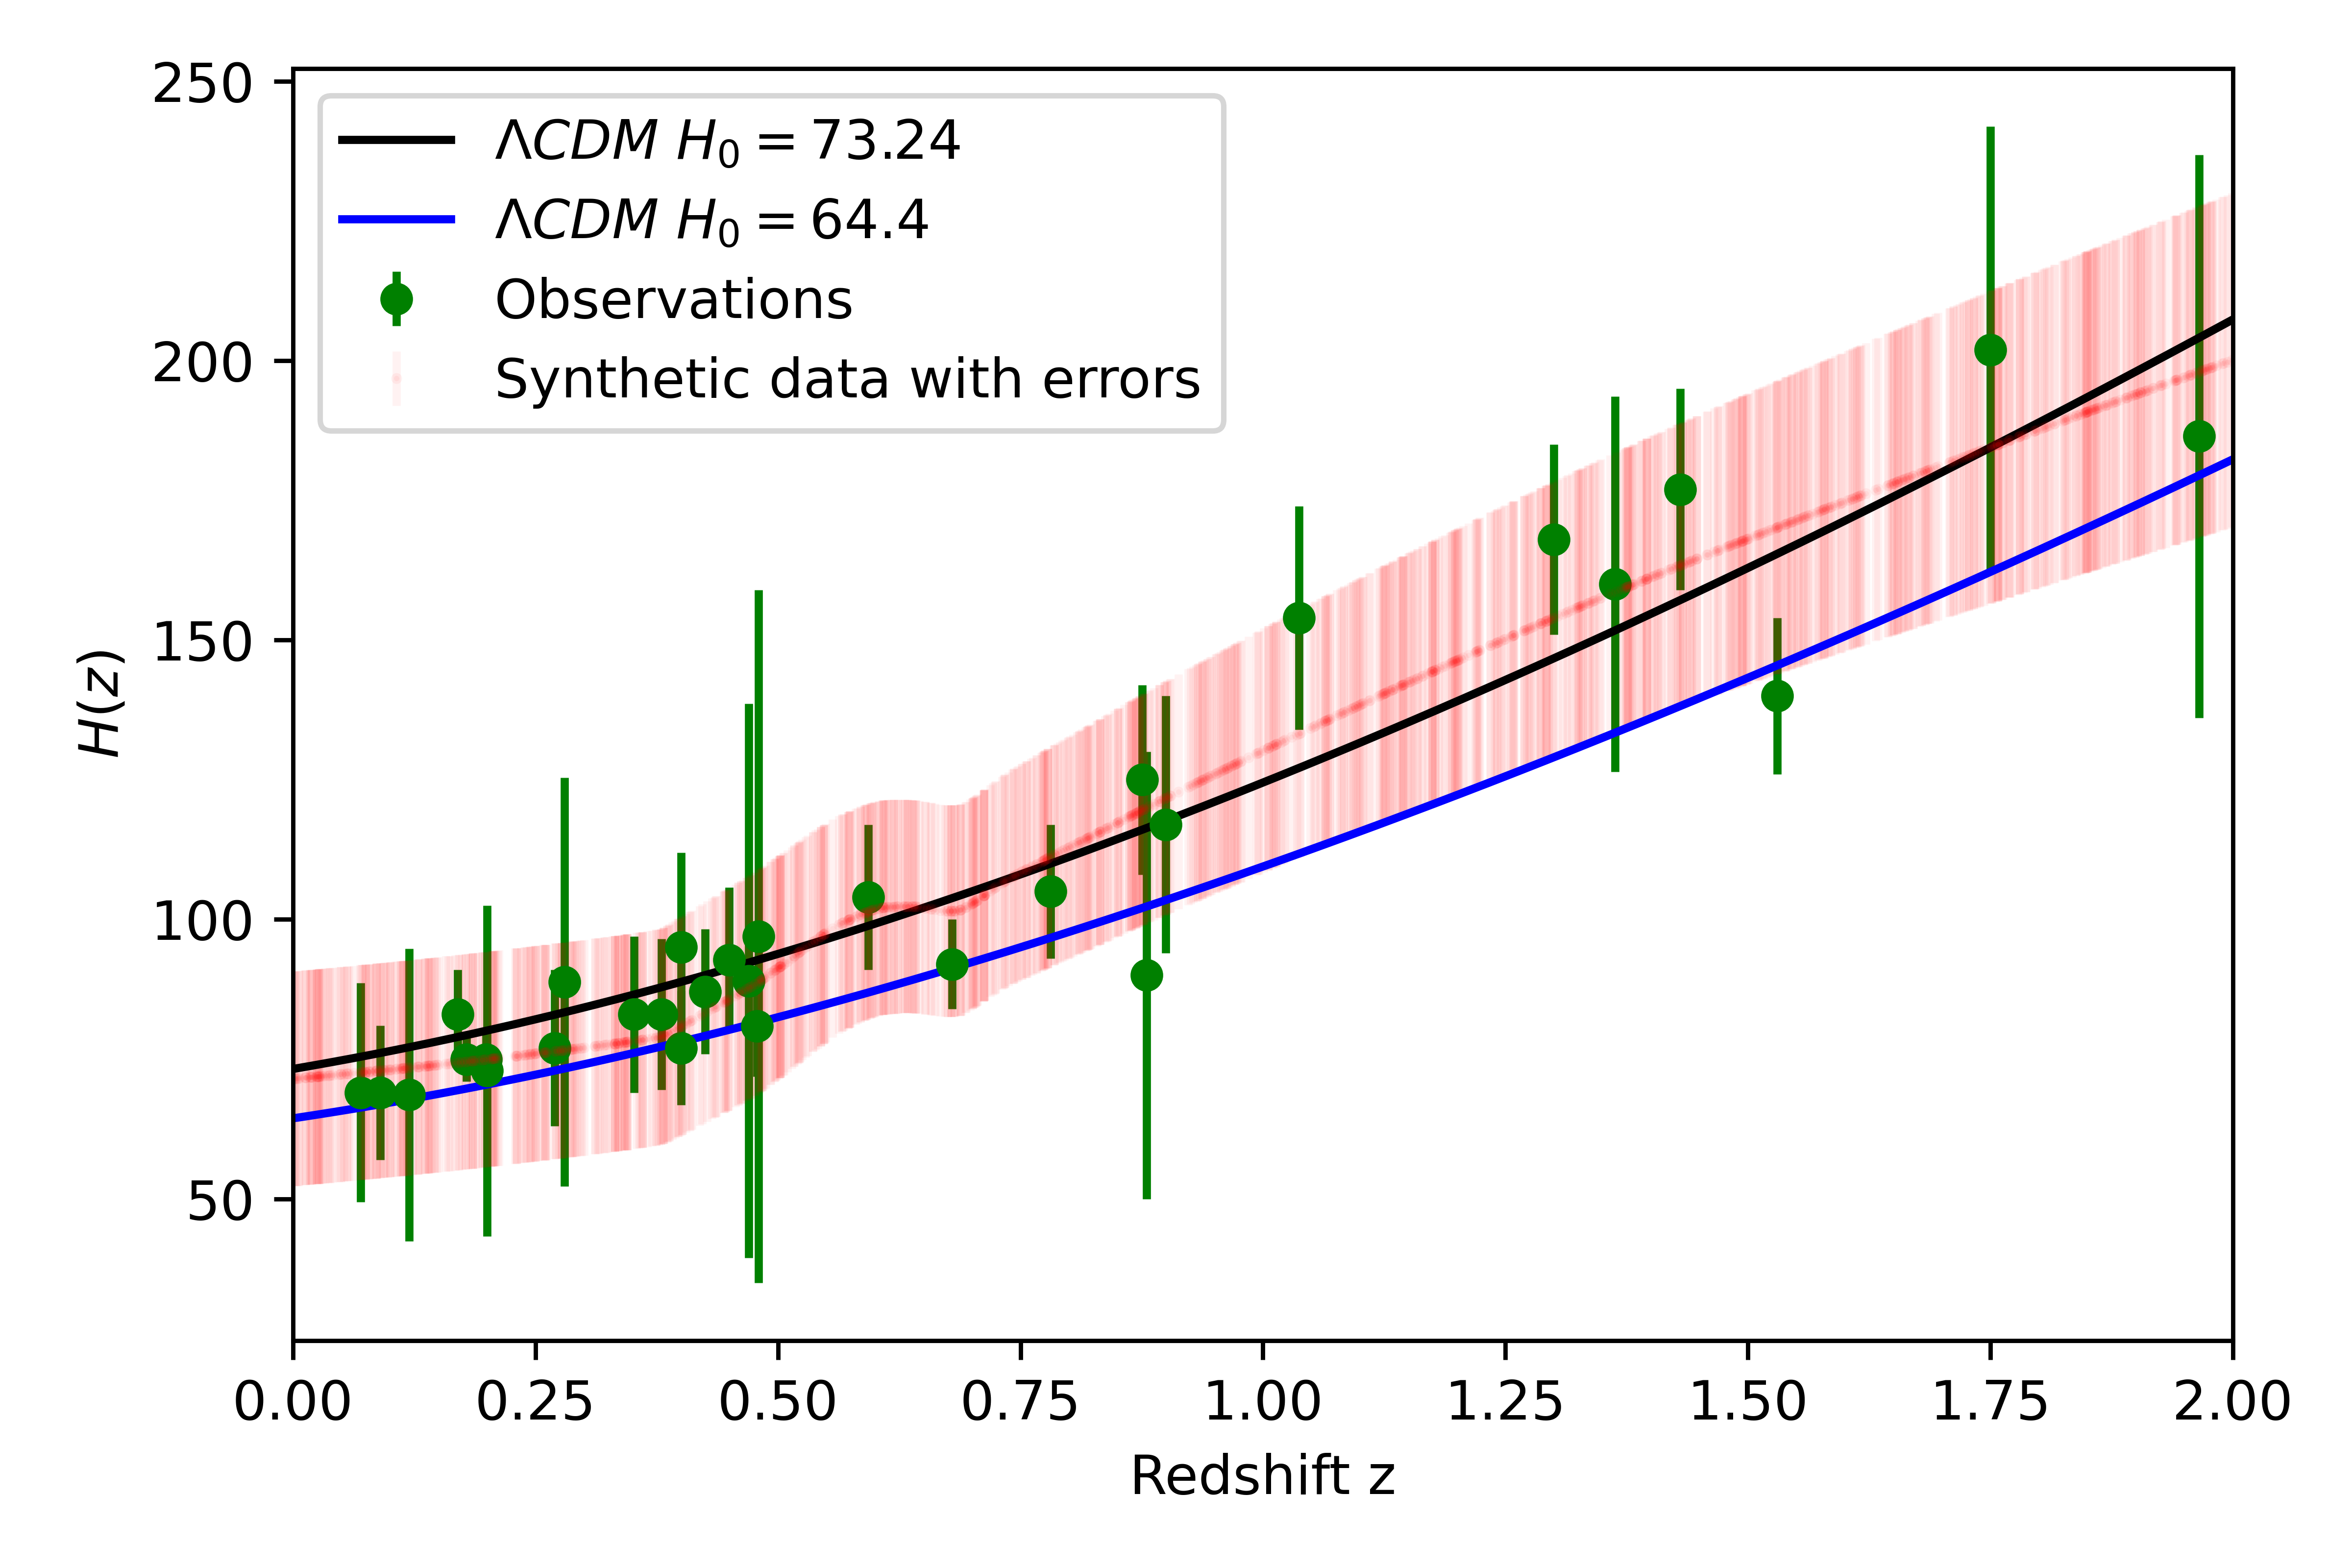 250
200
150
100
50
H(z)
ΛCDM H₀ = 73.24
ΛCDM H₀ = 64.4
Observations
Synthetic data with errors
0.00 0.25 0.50 0.75 1.00 1.25 1.50 1.75 2.00
Redshift z